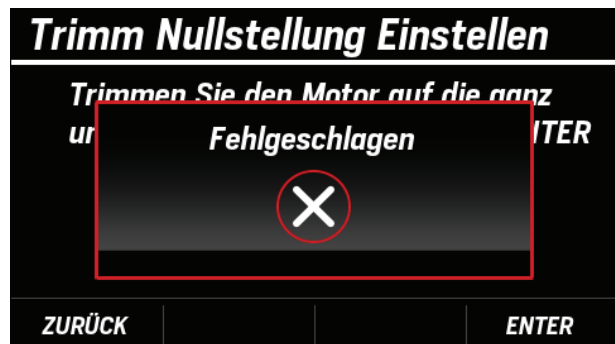 Trimm Nullstellung Einstellen
Trimmen Sie den Motor auf die ganz
Fehlgeschlagen
ZURÜCK ENTER